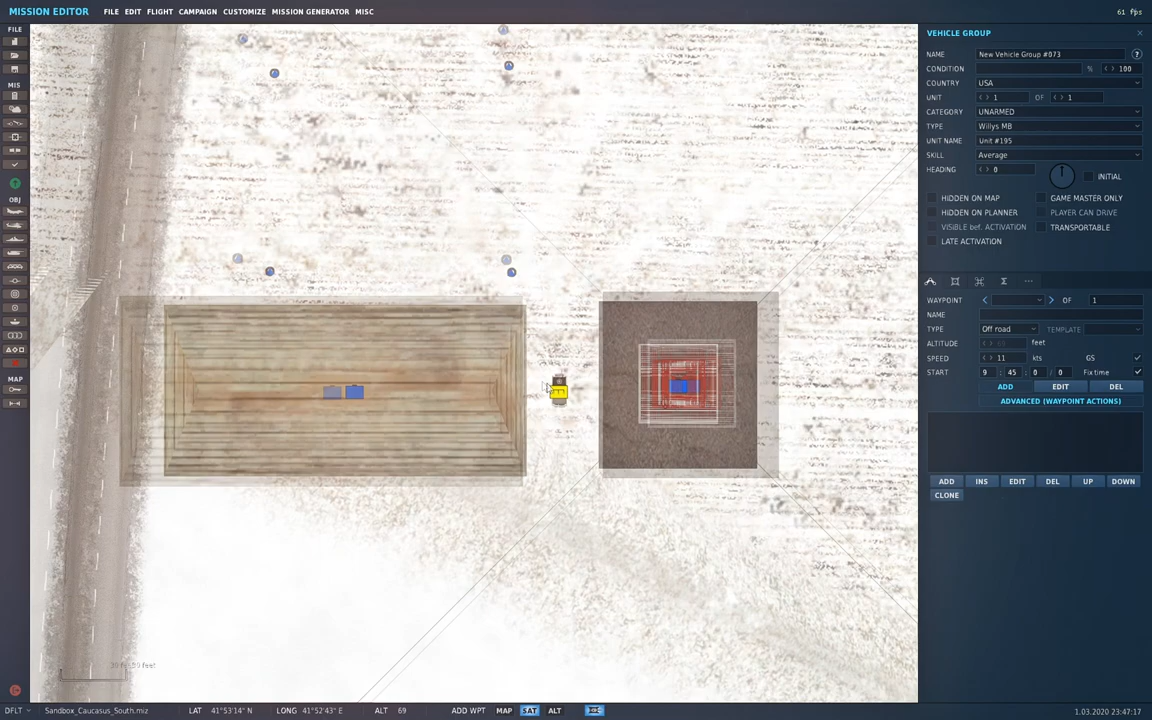 MISSION EDITOR FILE EDIT FLIGHT CAMPAIGN CUSTOMIZE MISSION GENERATOR MISC 61 fps
FILE
MIS
OBJ
MAP
VEHICLE GROUP
NAME New Vehicle Group #073 ?
CONDITION % < > 100
COUNTRY USA
UNIT < > 1 OF < > 1
CATEGORY UNARMED
TYPE Willys MB
UNIT NAME Unit #195
SKILL Average
HEADING < > 0 INITIAL
HIDDEN ON MAP GAME MASTER ONLY
HIDDEN ON PLANNER PLAYER CAN DRIVE
VISIBLE bef. ACTIVATION TRANSPORTABLE
LATE ACTIVATION
WAYPOINT < > OF 1
NAME
TYPE Off road TEMPLATE
ALTITUDE feet
SPEED < > 11 kts GS
START 9 : 45 : 0 / 0 Fix time
ADD EDIT DEL
ADVANCED (WAYPOINT ACTIONS)
ADD INS EDIT DEL UP DOWN
CLONE
DFLT Sandbox_Caucasus_South.miz LAT 41°53'14" N LONG 41°52'43" E ALT 69 ADD WPT MAP SAT ALT 1.03.2020 23:47:17